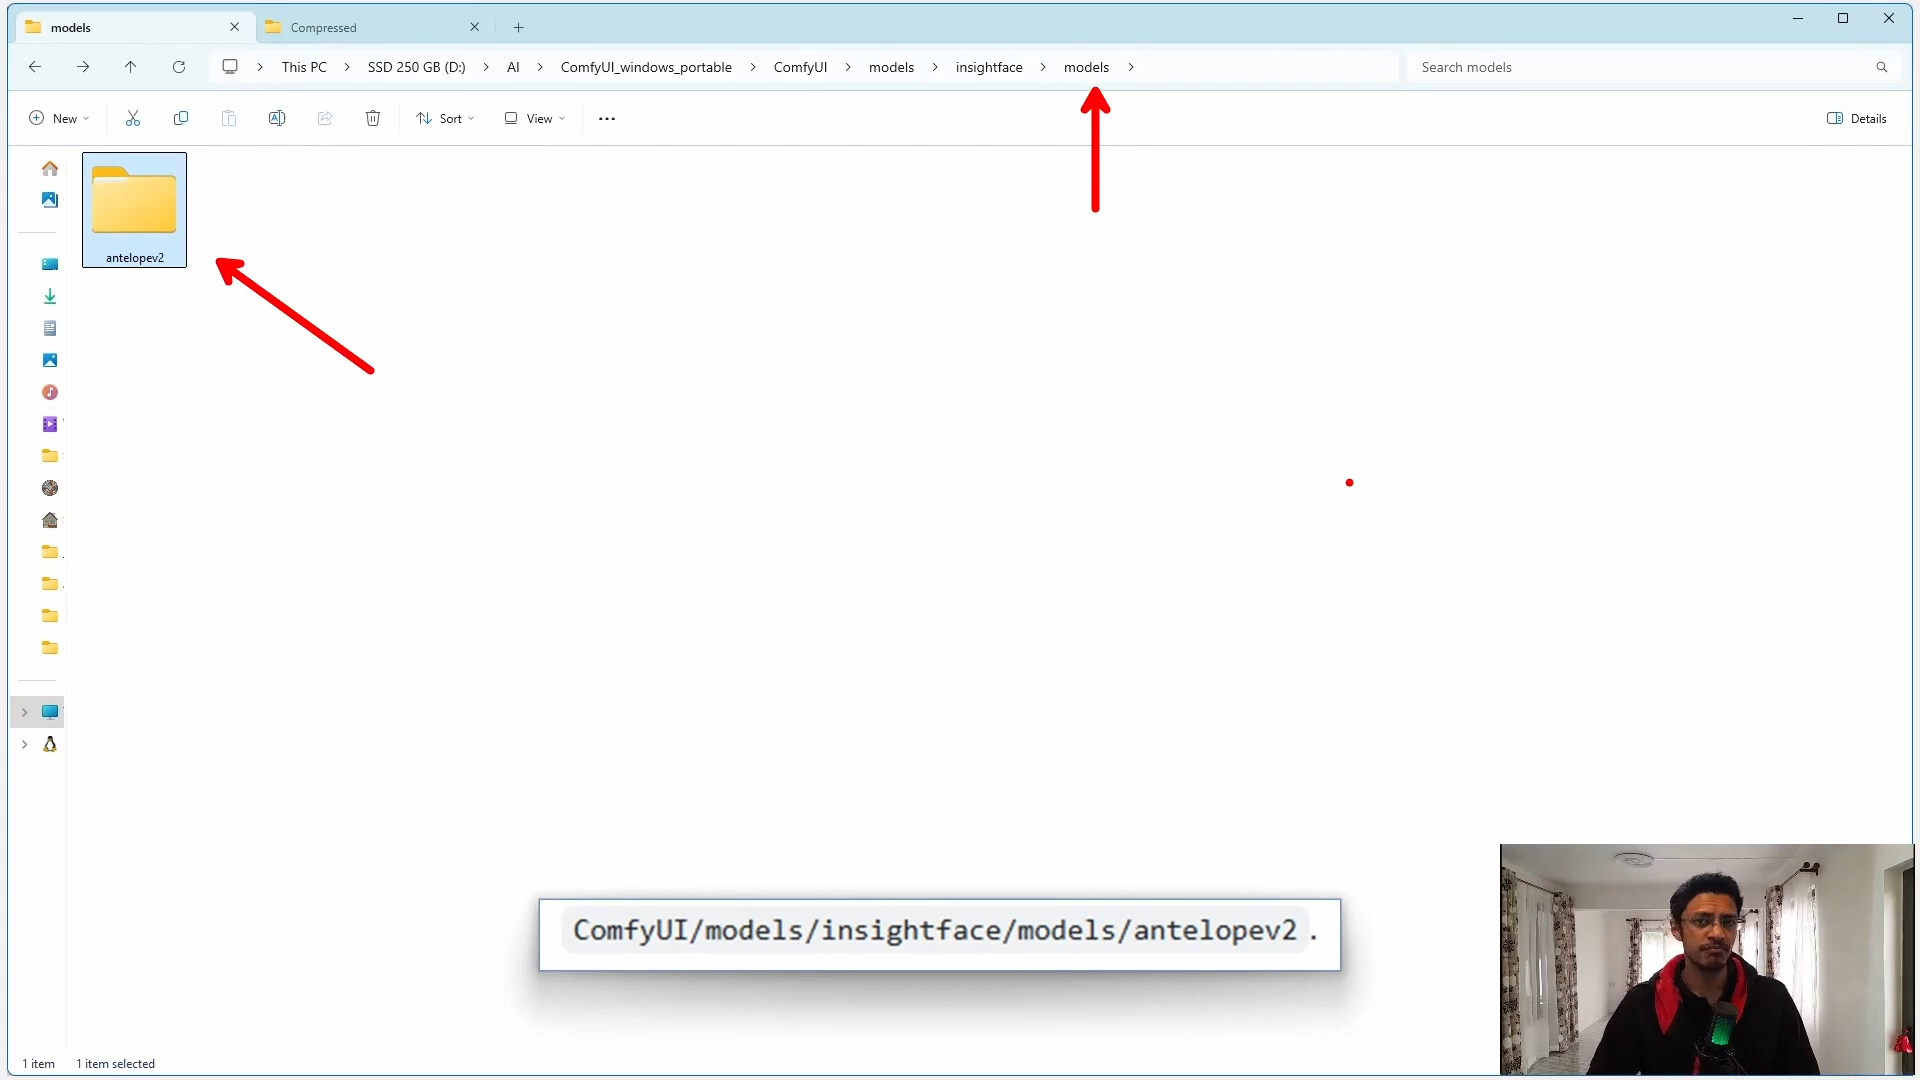 models
Compressed
This PC > SSD 250 GB (D:) > AI > ComfyUI_windows_portable > ComfyUI > models > insightface > models >
Search models
New
Sort
View
Details
antelopev2
ComfyUI/models/insightface/models/antelopev2.
1 item
1 item selected